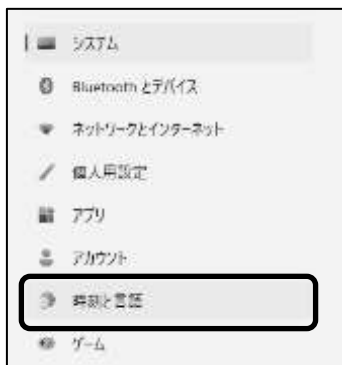 システム
Bluetooth とデバイス
ネットワークとインターネット
個人用設定
アプリ
アカウント
時刻と言語
ゲーム